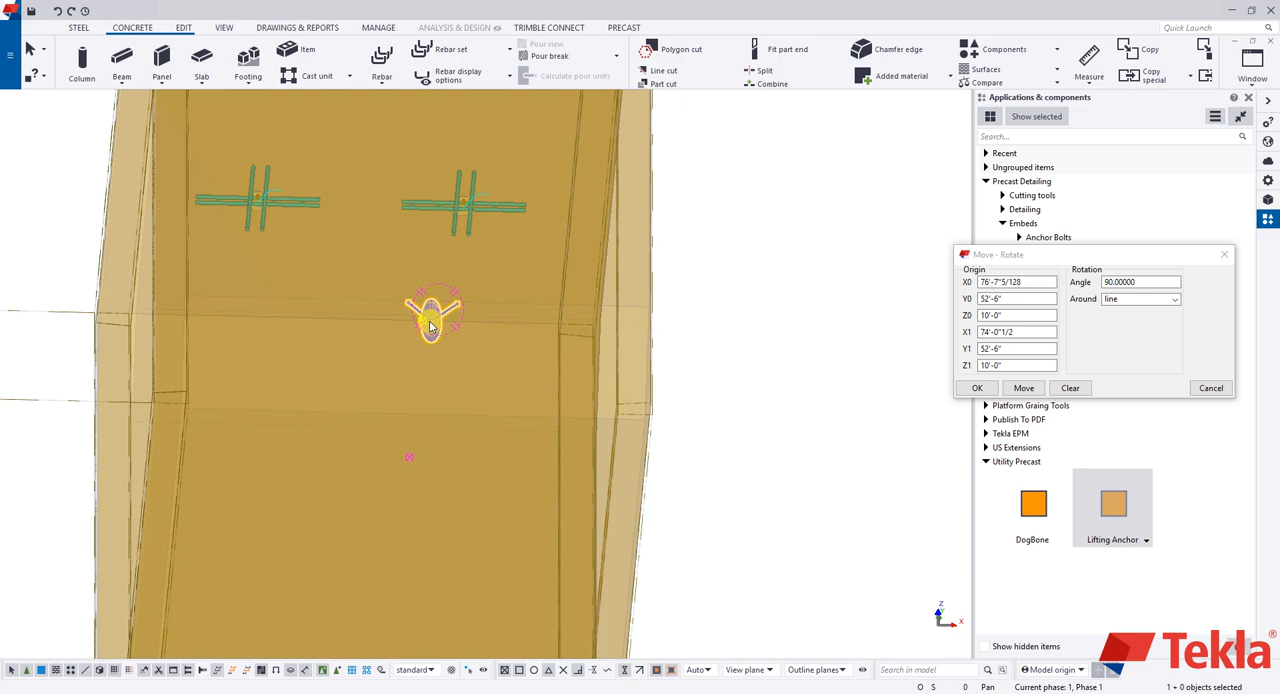 STEEL CONCRETE EDIT VIEW DRAWINGS & REPORTS MANAGE ANALYSIS & DESIGN TRIMBLE CONNECT PRECAST Quick Launch
Column Beam Panel Slab Footing Item Cast unit Rebar Rebar set Rebar display options Pour view Pour break Calculate pour units
Polygon cut Line cut Part cut Fit part end Split Combine Chamfer edge Added material Components Surfaces Compare Measure Copy Copy special Window
Applications & components
Show selected
Search...
Recent
Ungrouped items
Precast Detailing
Cutting tools
Detailing
Embeds
Anchor Bolts
Move - Rotate
Origin Rotation
X0 76'-7"5/128 Angle 90.00000
Y0 52'-6" Around line
Z0 10'-0"
X1 74'-0"1/2
Y1 52'-6"
Z1 10'-0"
OK Move Clear Cancel
Platform Graing Tools
Publish To PDF
Tekla EPM
US Extensions
Utility Precast
DogBone Lifting Anchor
Z
X
Show hidden items
Tekla
standard Auto View plane Outline planes Search in model Model origin
O S 0 Pan Current phase: 1, Phase 1 1 + 0 objects selected